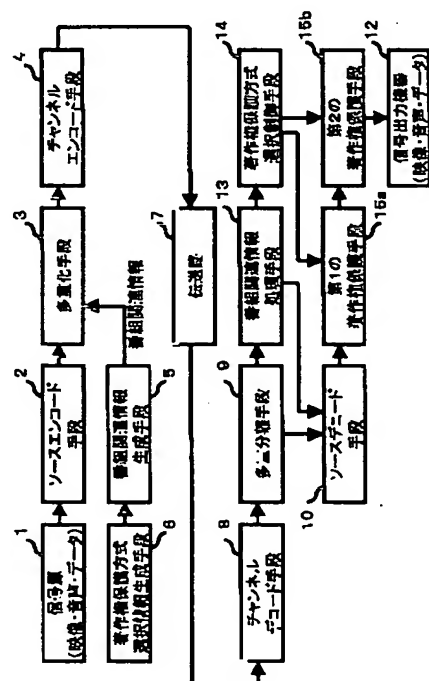 1
信号源
(映像・音声・データ)
2
ソースエンコード
手段
3
多重化手段
4
チャンネル
エンコード手段
番組関連情報
5
番組関連情報
生成手段
6
著作権保護方式
選択情報生成手段
7
伝送路
8
チャンネル
デコード手段
9
多重分離手段
13
番組関連情報
処理手段
14
著作権保護方式
選択制御手段
10
ソースデコード
手段
第1の
著作権保護手段
15a
15b
第2の
著作権保護手段
12
信号出力機器
(映像・音声・データ)